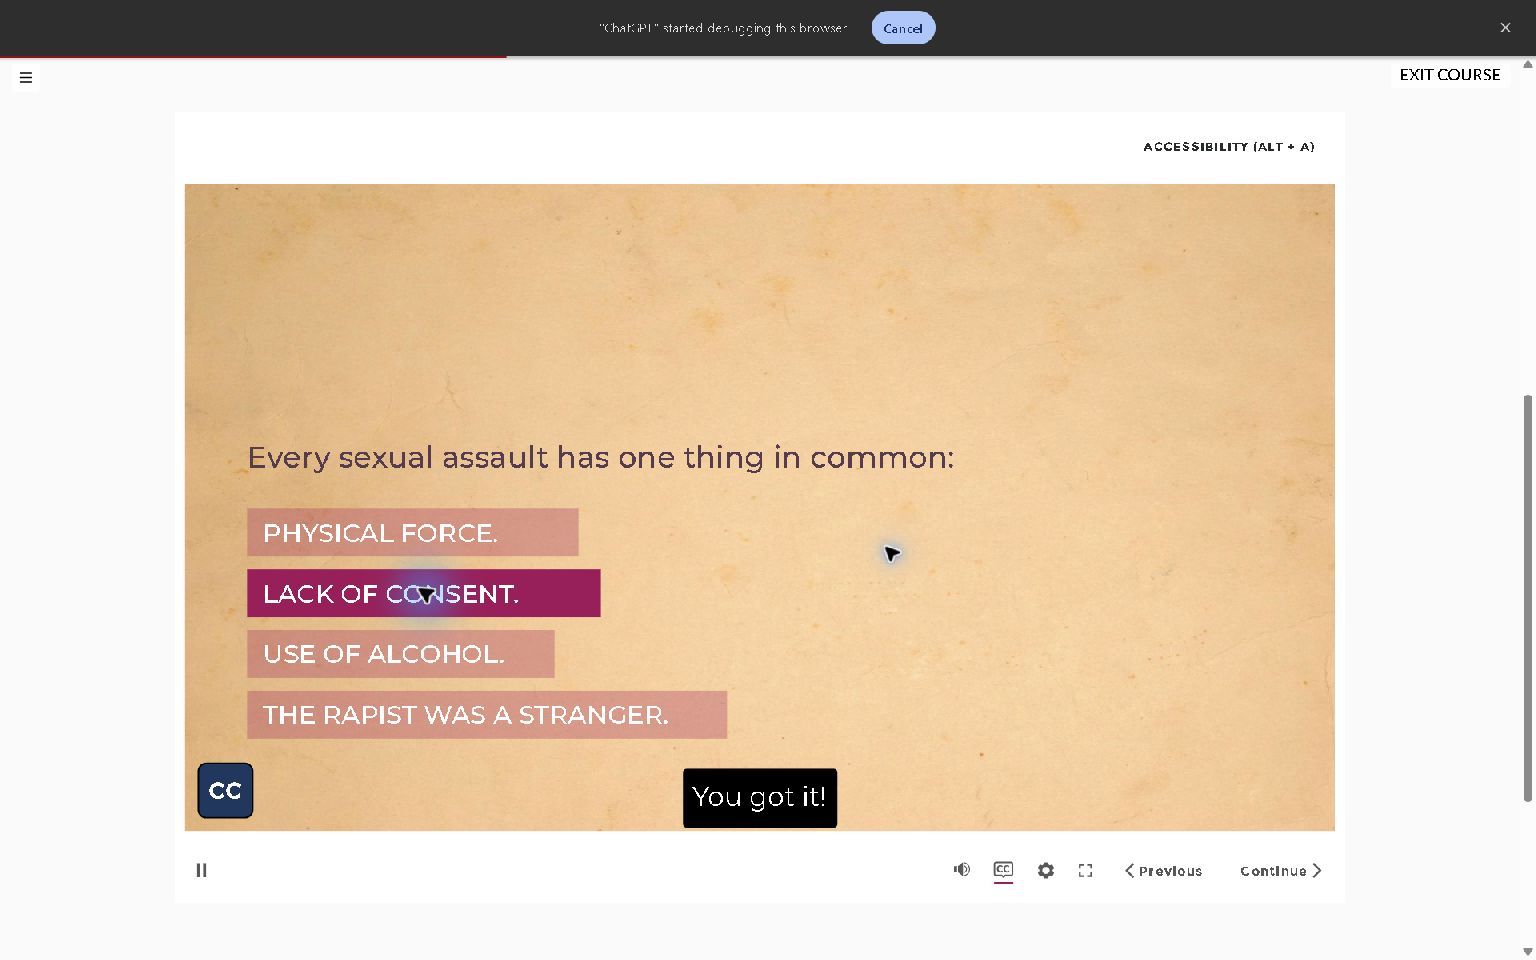 "ChatGPT" started debugging this browser
Cancel
EXIT COURSE
ACCESSIBILITY (ALT + A)
Every sexual assault has one thing in common:
PHYSICAL FORCE.
LACK OF CONSENT.
USE OF ALCOHOL.
THE RAPIST WAS A STRANGER.
CC
You got it!
CC
Previous
Continue